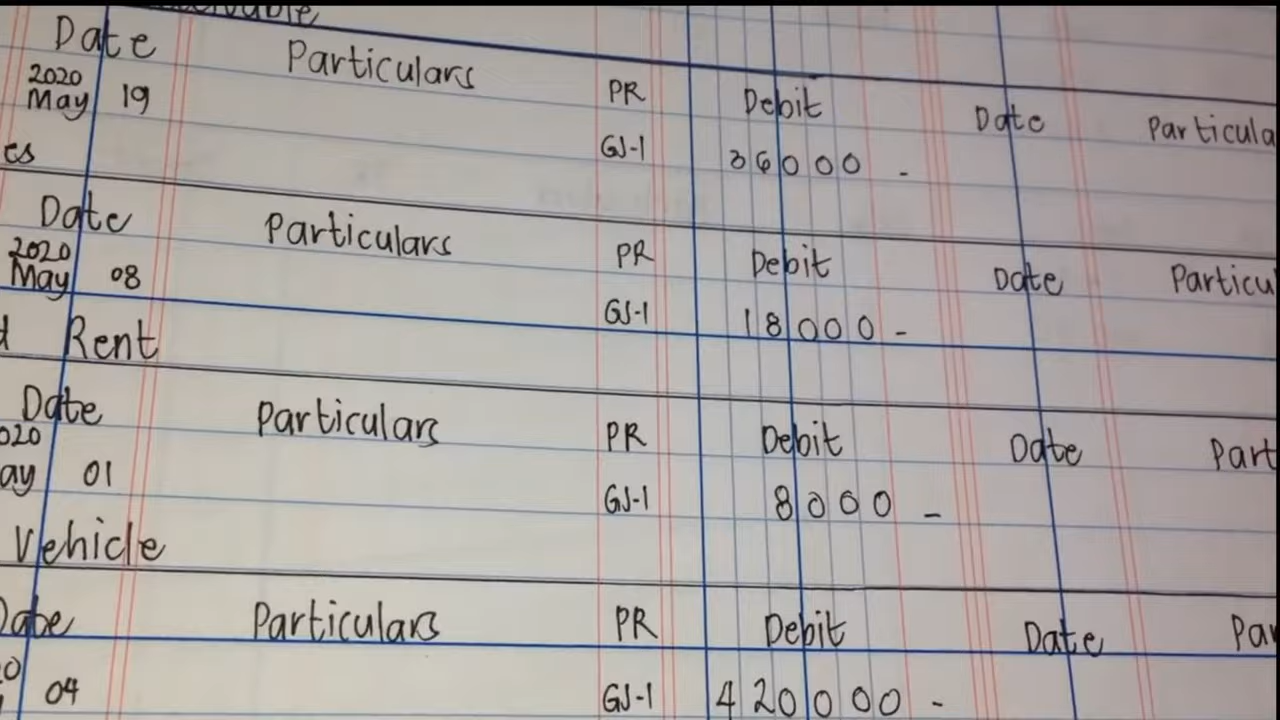 Date Particulars PR Debit Date Particula
2020
May 19 GJ-1 36000 -
es
Date Particulars PR Debit Date Particu
2020
May 08 GJ-1 18000 -
d Rent
Date Particulars PR Debit Date Part
020
ay 01 GJ-1 8000 -
Vehicle
Date Particulars PR Debit Date Par
20
04 GJ-1 420000 -